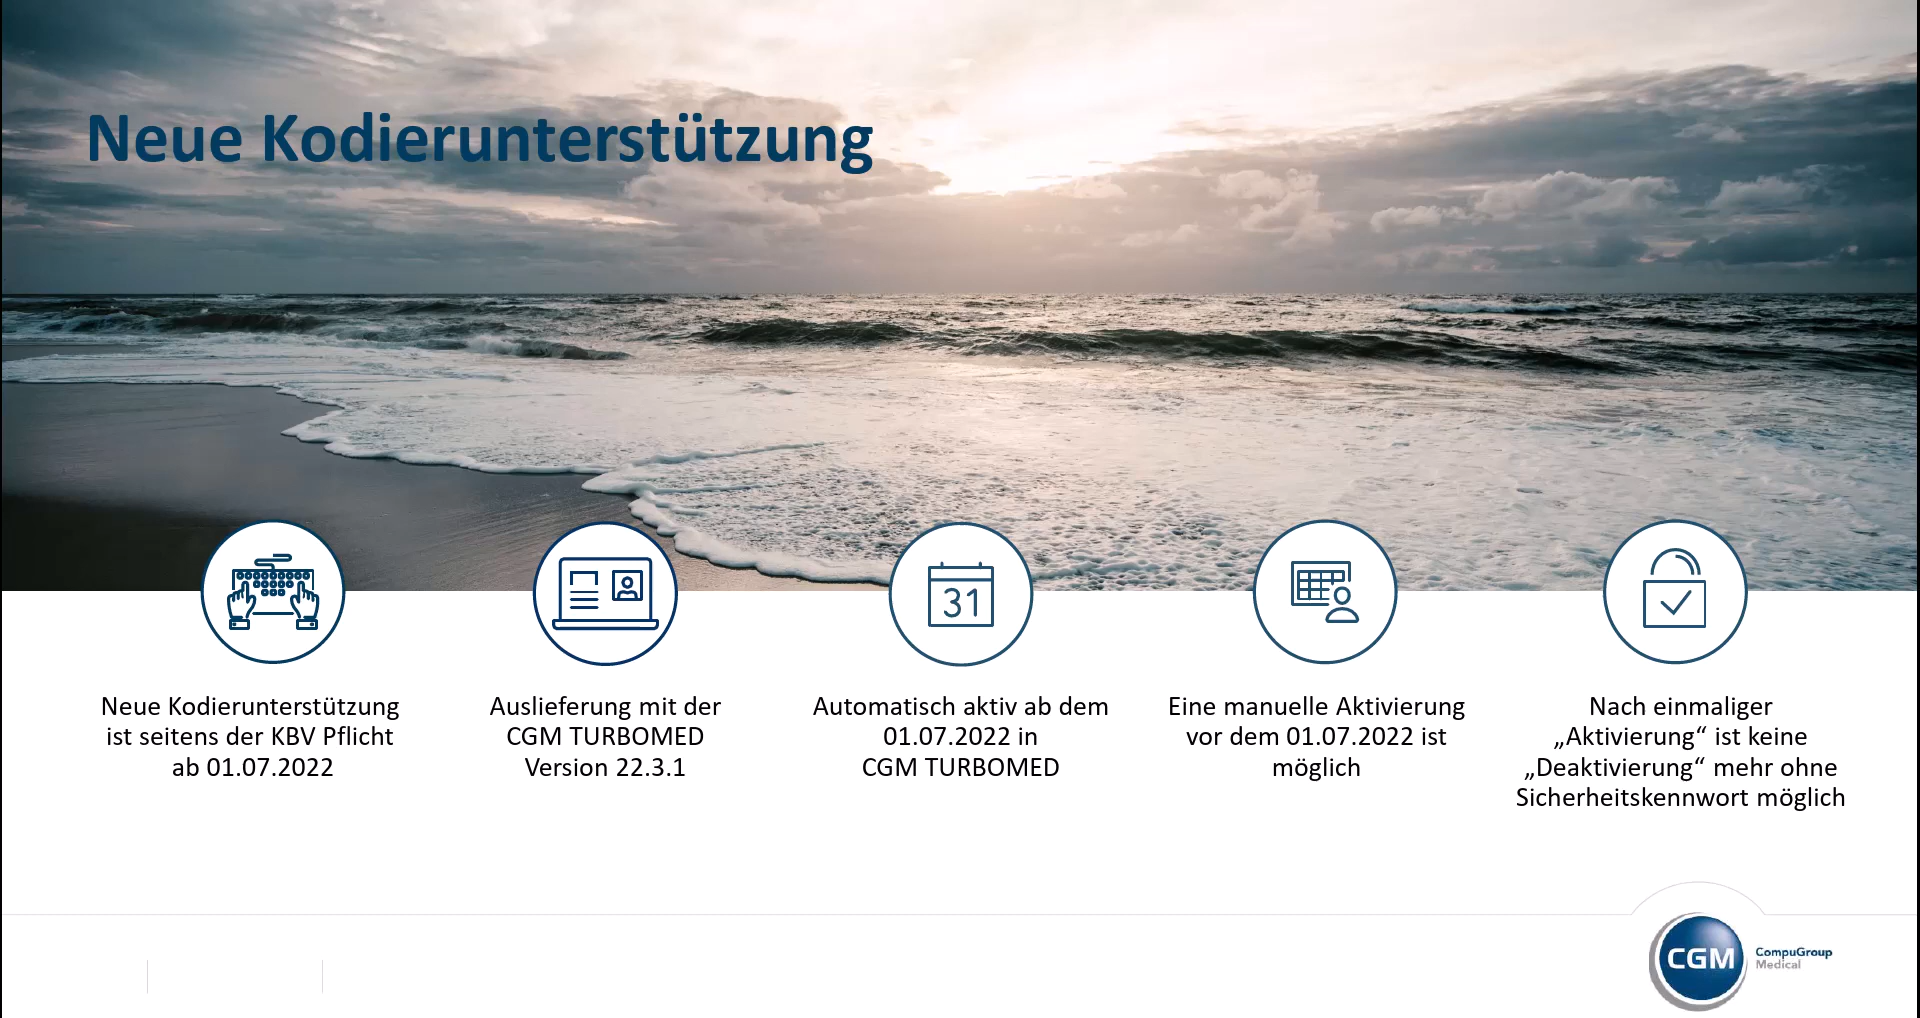 Neue Kodierunterstützung
31
Neue Kodierunterstützung
ist seitens der KBV Pflicht
ab 01.07.2022
Auslieferung mit der
CGM TURBOMED
Version 22.3.1
Automatisch aktiv ab dem
01.07.2022 in
CGM TURBOMED
Eine manuelle Aktivierung
vor dem 01.07.2022 ist
möglich
Nach einmaliger
„Aktivierung“ ist keine
„Deaktivierung“ mehr ohne
Sicherheitskennwort möglich
CGM
CompuGroup
Medical